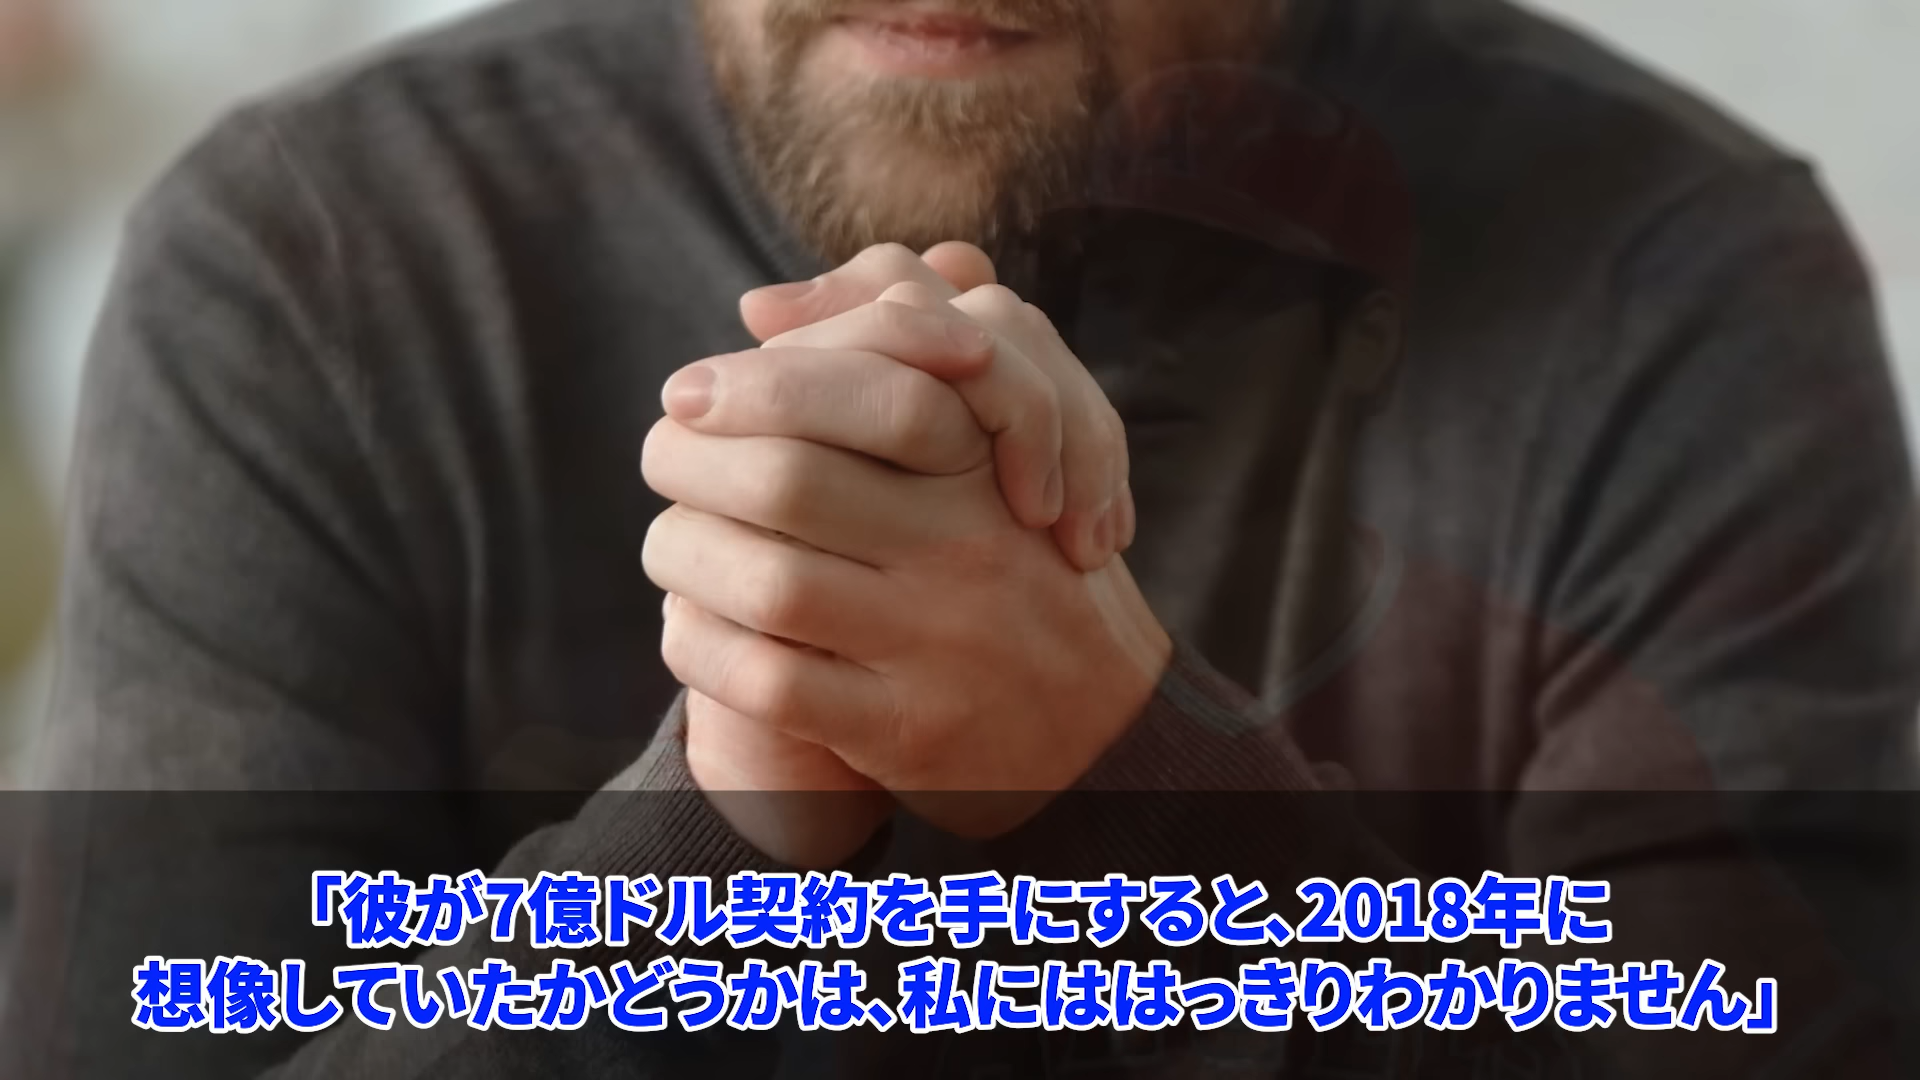 「彼が7億ドル契約を手にすると、2018年に
想像していたかどうかは、私にははっきりわかりません」